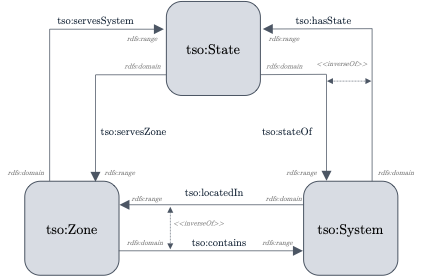 tso:servesSystem
tso:hasState
rdfs:range
rdfs:range
tso:State
rdfs:domain
rdfs:domain
<<inverseOf>>
tso:servesZone
tso:stateOf
rdfs:domain
rdfs:range
rdfs:range
rdfs:domain
tso:locatedIn
rdfs:range
rdfs:domain
<<inverseOf>>
tso:Zone
tso:System
rdfs:domain
tso:contains
rdfs:range